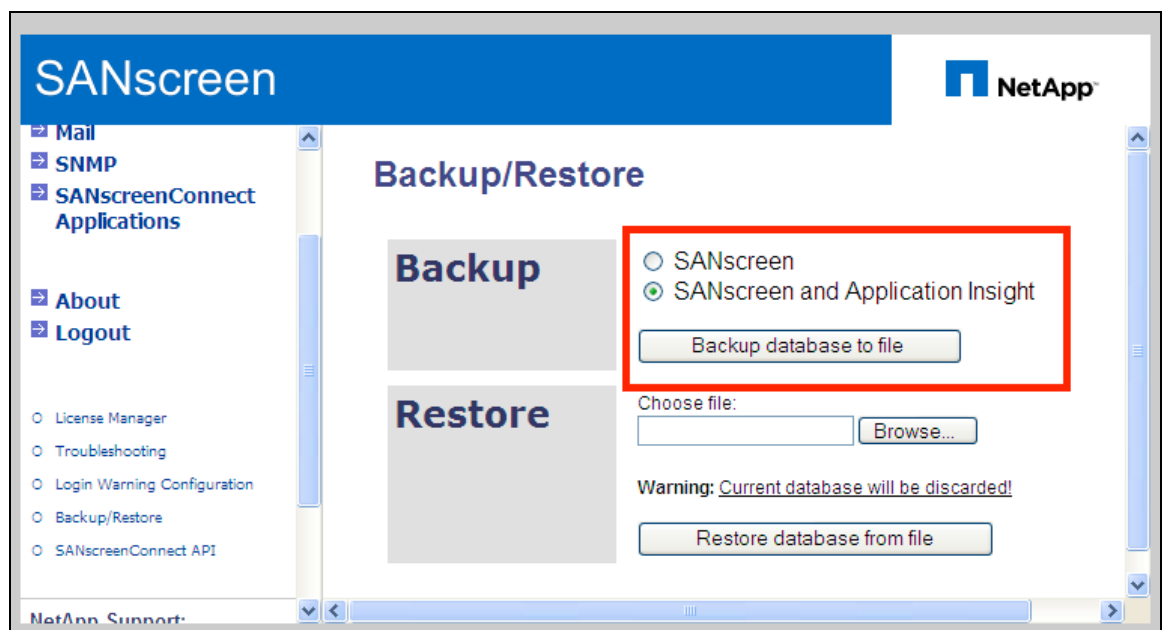 SANscreen
NetApp™
Mail
SNMP
SANscreenConnect
Applications
About
Logout
License Manager
Troubleshooting
Login Warning Configuration
Backup/Restore
SANscreenConnect API
NetApp Support:
Backup/Restore
Backup
SANscreen
SANscreen and Application Insight
Backup database to file
Restore
Choose file:
Browse...
Warning: Current database will be discarded!
Restore database from file